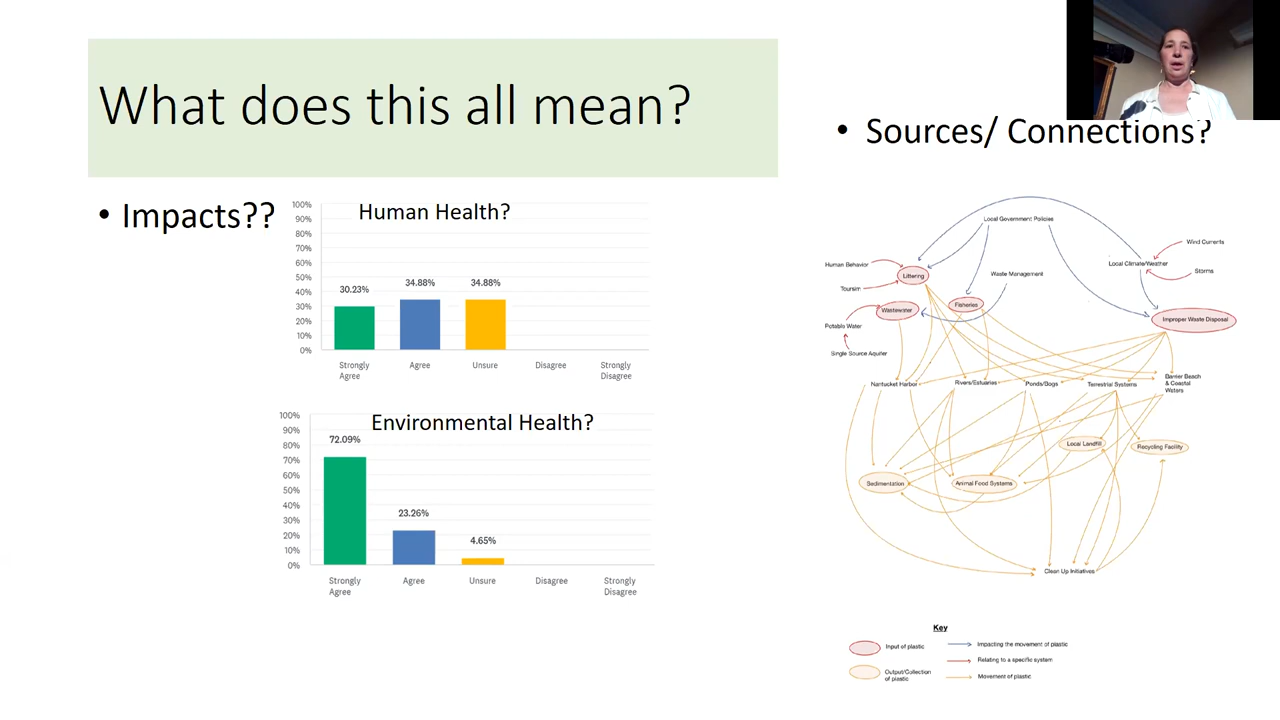 What does this all mean?
• Impacts??
Human Health?
100%
90%
80%
70%
60%
50%
40%
30%
20%
10%
0%
30.23%
34.88%
34.88%
Strongly
Agree
Agree
Unsure
Disagree
Strongly
Disagree
Environmental Health?
100%
90%
80%
70%
60%
50%
40%
30%
20%
10%
0%
72.09%
23.26%
4.65%
Strongly
Agree
Agree
Unsure
Disagree
Strongly
Disagree
• Sources/ Connections?
Local Government Policies
Wind Currents
Human Behavior
Local Climate/Weather
Storms
Littering
Waste Management
Tourism
Fisheries
Wastewater
Improper Waste Disposal
Potable Water
Single Source Aquifer
Nantucket Harbor
Rivers/Estuaries
Ponds/Bogs
Terrestrial Systems
Barrier Beach
& Coastal
Waters
Local Landfill
Recycling Facility
Sedimentation
Animal Food Systems
Clean Up Initiatives
Key
Input of plastic
Impacting the movement of plastic
Relating to a specific system
Output/Collection
of plastic
Movement of plastic